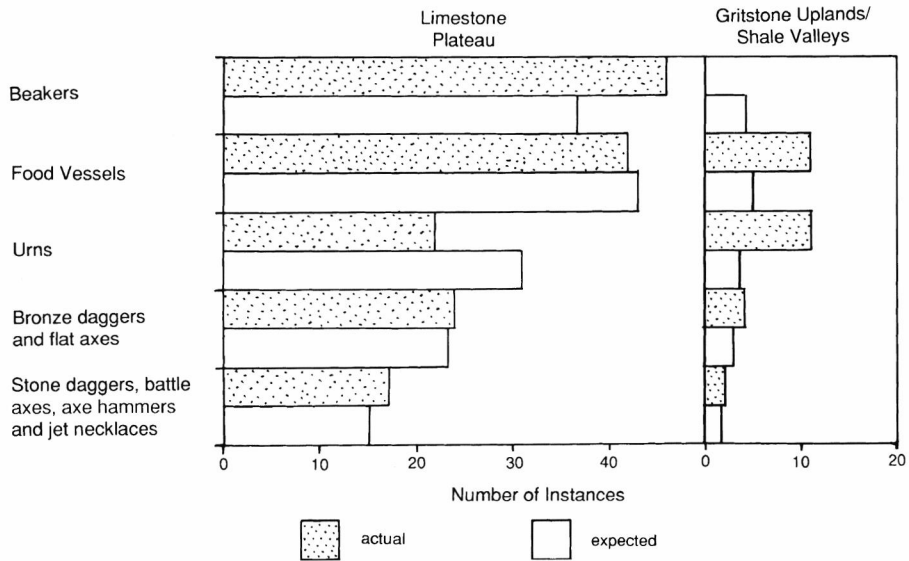 Limestone
Plateau
Gritstone Uplands/
Shale Valleys
Beakers
Food Vessels
Urns
Bronze daggers
and flat axes
Stone daggers, battle
axes, axe hammers
and jet necklaces
0 10 20 30 40 0 10 20
Number of Instances
actual expected